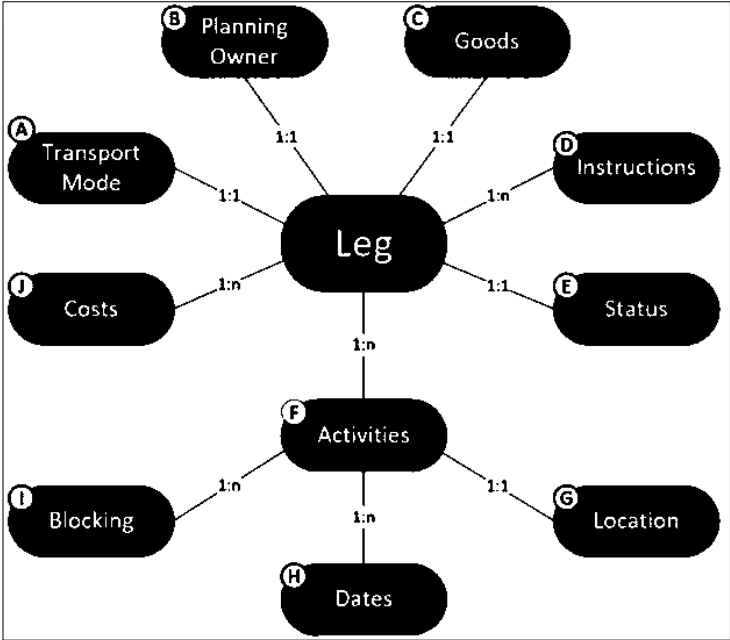 B
Planning
Owner
C
Goods
1:1
1:1
A
Transport
Mode
D
Instructions
1:1
1:n
Leg
J
Costs
1:n
1:1
E
Status
1:n
F
Activities
I
Blocking
1:n
1:n
1:1
G
Location
H
Dates